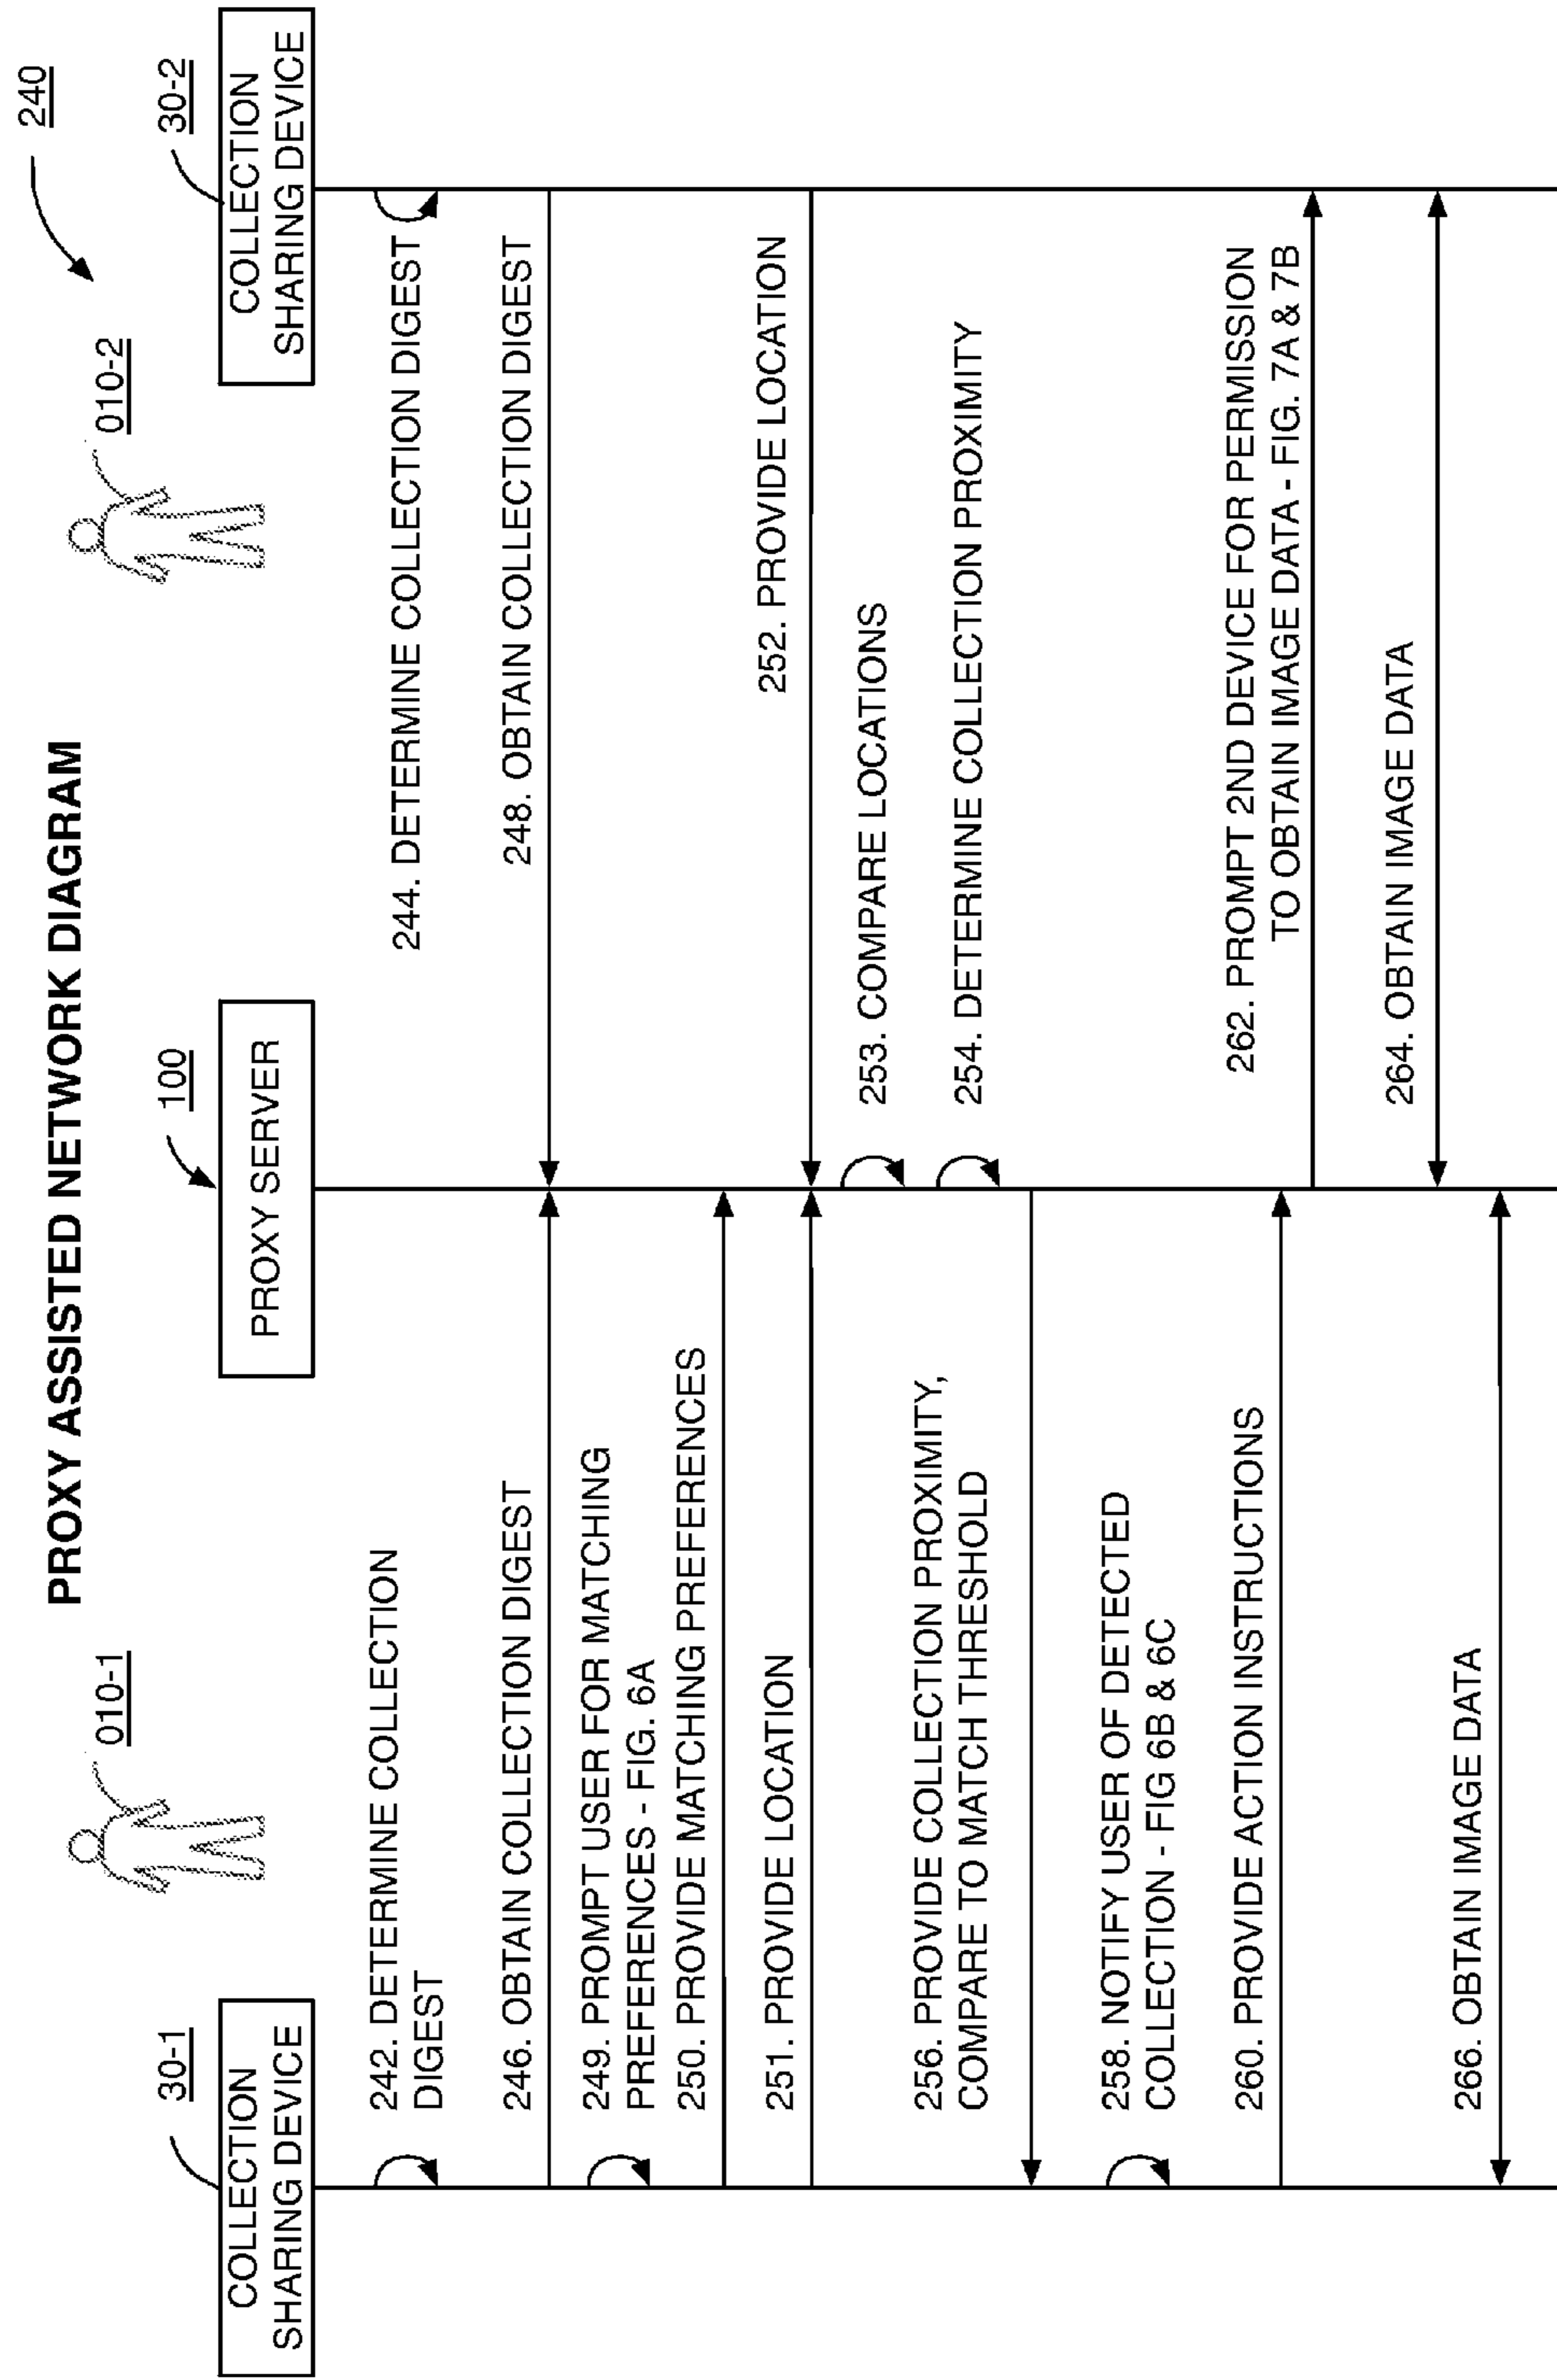 PROXY ASSISTED NETWORK DIAGRAM
240
010-1
010-2
30-1
100
30-2
COLLECTION
SHARING DEVICE
PROXY SERVER
COLLECTION
SHARING DEVICE
242. DETERMINE COLLECTION
DIGEST
244. DETERMINE COLLECTION DIGEST
246. OBTAIN COLLECTION DIGEST
248. OBTAIN COLLECTION DIGEST
249. PROMPT USER FOR MATCHING
PREFERENCES - FIG. 6A
250. PROVIDE MATCHING PREFERENCES
251. PROVIDE LOCATION
252. PROVIDE LOCATION
253. COMPARE LOCATIONS
254. DETERMINE COLLECTION PROXIMITY
256. PROVIDE COLLECTION PROXIMITY,
COMPARE TO MATCH THRESHOLD
258. NOTIFY USER OF DETECTED
COLLECTION - FIG 6B & 6C
260. PROVIDE ACTION INSTRUCTIONS
262. PROMPT 2ND DEVICE FOR PERMISSION
TO OBTAIN IMAGE DATA - FIG. 7A & 7B
264. OBTAIN IMAGE DATA
266. OBTAIN IMAGE DATA